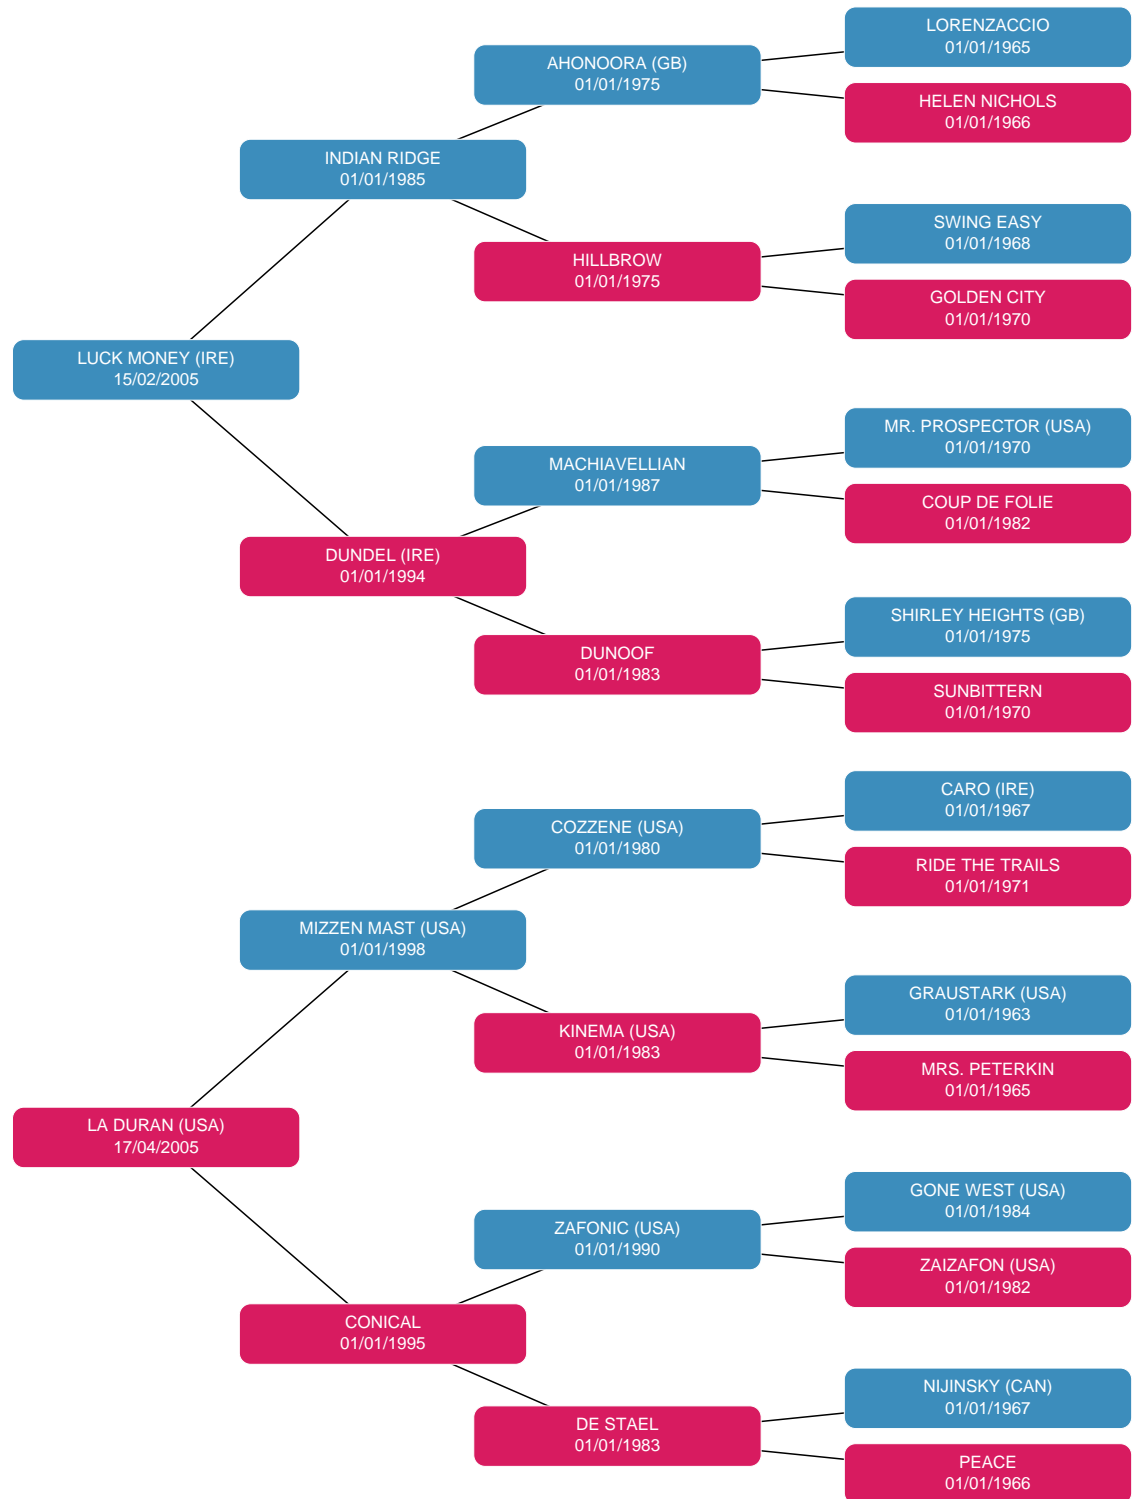 LORENZACCIO
01/01/1965
AHONOORA (GB)
01/01/1975
HELEN NICHOLS
01/01/1966
INDIAN RIDGE
01/01/1985
SWING EASY
01/01/1968
HILLBROW
01/01/1975
GOLDEN CITY
01/01/1970
LUCK MONEY (IRE)
15/02/2005
MR. PROSPECTOR (USA)
01/01/1970
MACHIAVELLIAN
01/01/1987
COUP DE FOLIE
01/01/1982
DUNDEL (IRE)
01/01/1994
SHIRLEY HEIGHTS (GB)
01/01/1975
DUNOOF
01/01/1983
SUNBITTERN
01/01/1970
CARO (IRE)
01/01/1967
COZZENE (USA)
01/01/1980
RIDE THE TRAILS
01/01/1971
MIZZEN MAST (USA)
01/01/1998
GRAUSTARK (USA)
01/01/1963
KINEMA (USA)
01/01/1983
MRS. PETERKIN
01/01/1965
LA DURAN (USA)
17/04/2005
GONE WEST (USA)
01/01/1984
ZAFONIC (USA)
01/01/1990
ZAIZAFON (USA)
01/01/1982
CONICAL
01/01/1995
NIJINSKY (CAN)
01/01/1967
DE STAEL
01/01/1983
PEACE
01/01/1966